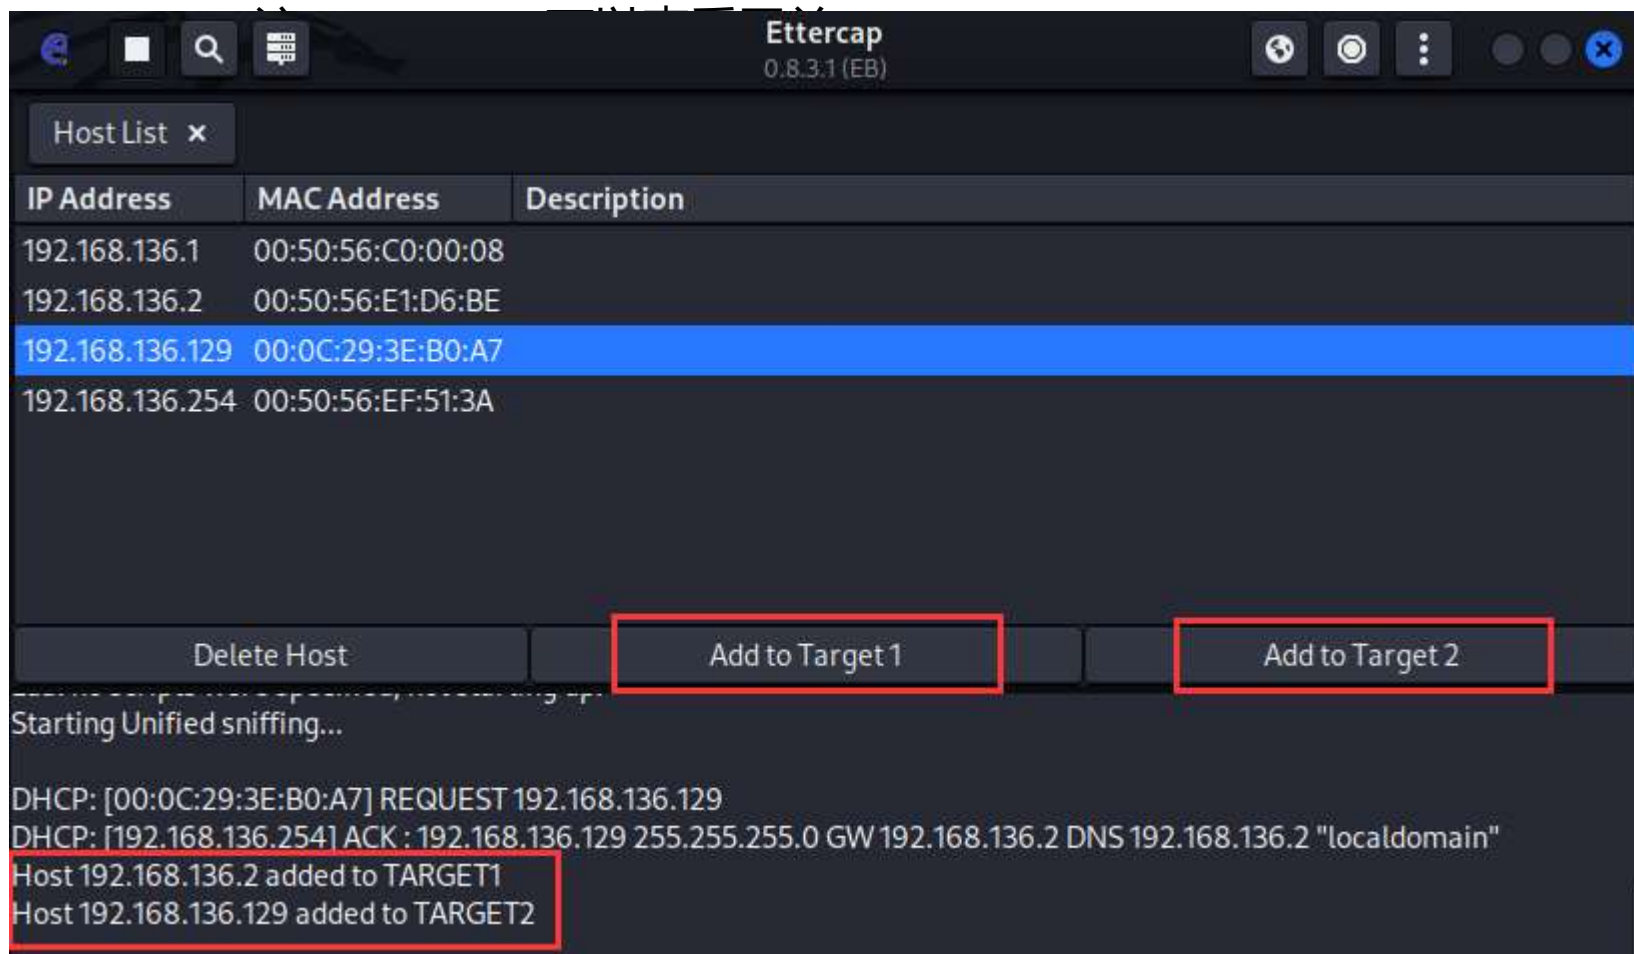 Ettercap
0.8.3.1 (EB)
Host List ×
IP Address MAC Address Description
192.168.136.1 00:50:56:C0:00:08
192.168.136.2 00:50:56:E1:D6:BE
192.168.136.129 00:0C:29:3E:B0:A7
192.168.136.254 00:50:56:EF:51:3A
Delete Host Add to Target 1 Add to Target 2
Starting Unified sniffing...
DHCP: [00:0C:29:3E:B0:A7] REQUEST 192.168.136.129
DHCP: [192.168.136.254] ACK : 192.168.136.129 255.255.255.0 GW 192.168.136.2 DNS 192.168.136.2 "localdomain"
Host 192.168.136.2 added to TARGET1
Host 192.168.136.129 added to TARGET2